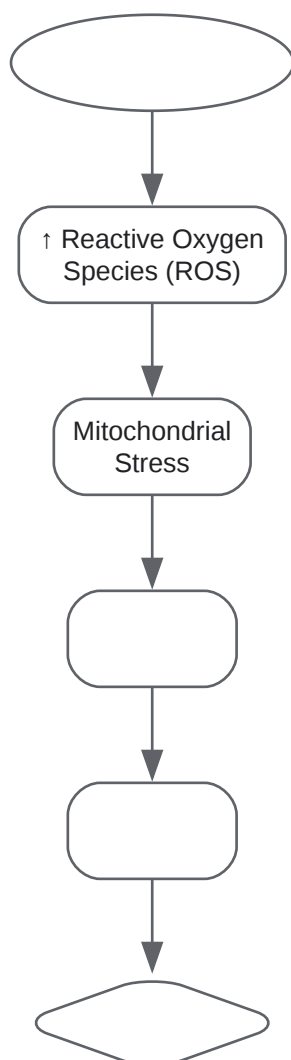 ↑ Reactive Oxygen
Species (ROS)
Mitochondrial
Stress